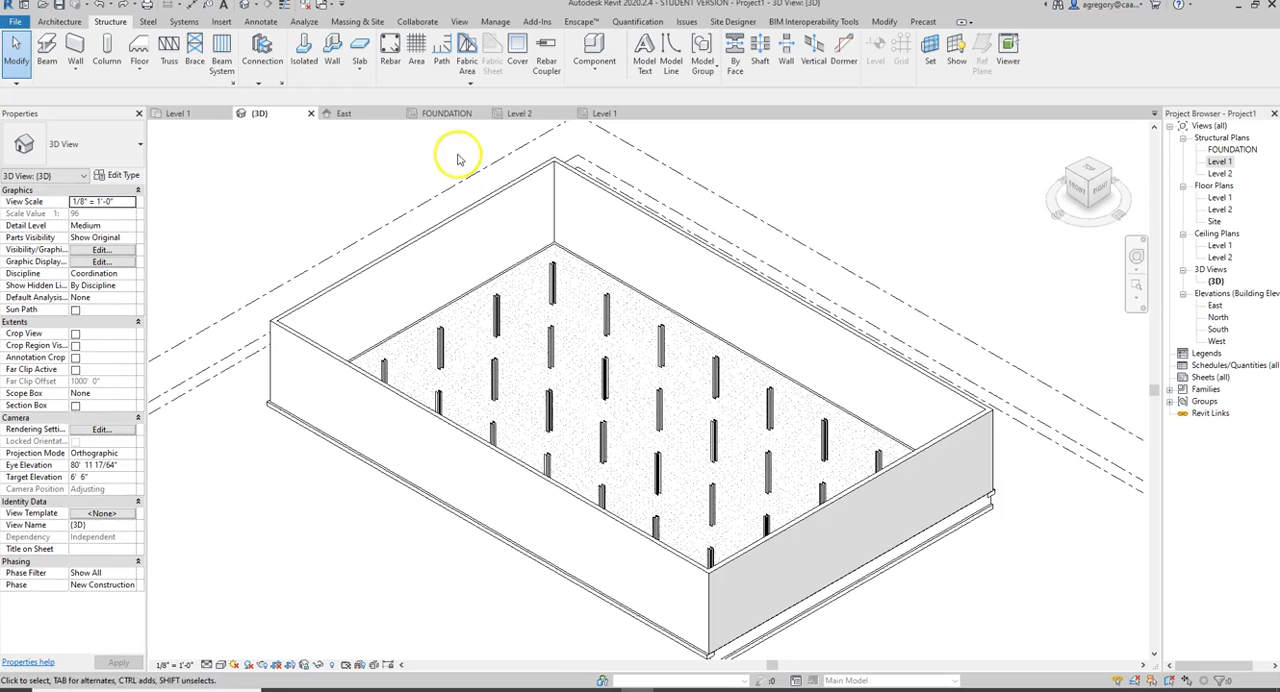 Autodesk Revit 2020.2.4 - STUDENT VERSION - Project1 - 3D View: {3D}
agregory@caa...
File Architecture Structure Steel Systems Insert Annotate Analyze Massing & Site Collaborate View Manage Add-Ins Enscape™ Quantification Issues Site Designer BIM Interoperability Tools Modify Precast
Modify Beam Wall Column Floor Truss Brace Beam System Connection Isolated Wall Slab Rebar Area Path Fabric Area Fabric Sheet Cover Rebar Coupler Component Model Text Model Line Model Group By Face Shaft Wall Vertical Dormer Level Grid Set Show Ref Plane Viewer
Properties
Level 1 {3D} East FOUNDATION Level 2 Level 1
Project Browser - Project1
3D View
3D View: {3D} Edit Type
Graphics
View Scale 1/8" = 1'-0"
Scale Value 1: 96
Detail Level Medium
Parts Visibility Show Original
Visibility/Graphi... Edit...
Graphic Display... Edit...
Discipline Coordination
Show Hidden Li... By Discipline
Default Analysis... None
Sun Path
Extents
Crop View
Crop Region Vis...
Annotation Crop
Far Clip Active
Far Clip Offset 1000' 0"
Scope Box None
Section Box
Camera
Rendering Setti... Edit...
Locked Orientat...
Projection Mode Orthographic
Eye Elevation 80' 11 17/64"
Target Elevation 6' 6"
Camera Position Adjusting
Identity Data
View Template <None>
View Name {3D}
Dependency Independent
Title on Sheet
Phasing
Phase Filter Show All
Phase New Construction
Properties help Apply
TOP
FRONT RIGHT
Views (all)
Structural Plans
FOUNDATION
Level 1
Level 2
Floor Plans
Level 1
Level 2
Site
Ceiling Plans
Level 1
Level 2
3D Views
{3D}
Elevations (Building Elev
East
North
South
West
Legends
Schedules/Quantities (all
Sheets (all)
Families
Groups
Revit Links
1/8" = 1'-0"
Click to select, TAB for alternates, CTRL adds, SHIFT unselects.
:0 Main Model :0